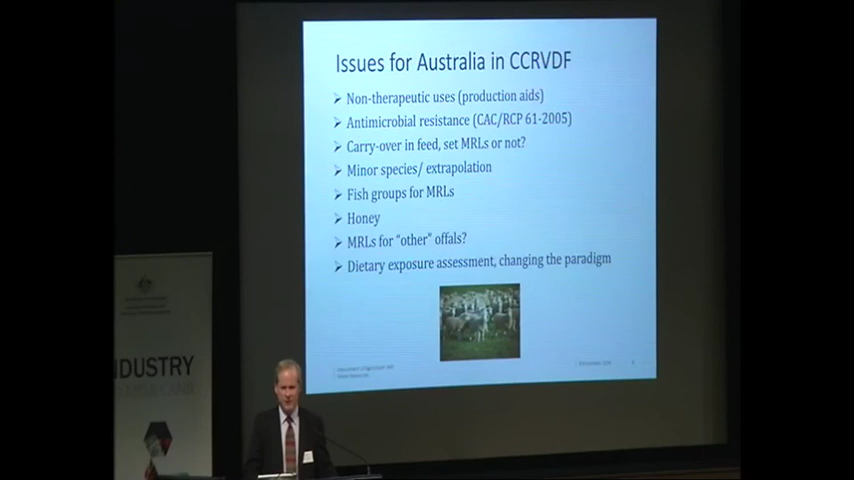 Issues for Australia in CCRVDF
➢ Non-therapeutic uses (production aids)
➢ Antimicrobial resistance (CAC/RCP 61-2005)
➢ Carry-over in feed, set MRLs or not?
➢ Minor species/ extrapolation
➢ Fish groups for MRLs
➢ Honey
➢ MRLs for “other” offals?
➢ Dietary exposure assessment, changing the paradigm
NDUSTRY